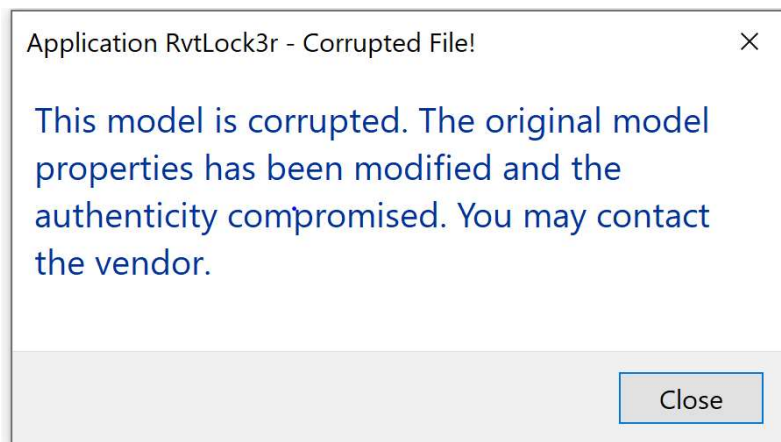 Application RvtLock3r - Corrupted File!
This model is corrupted. The original model
properties has been modified and the
authenticity compromised. You may contact
the vendor.
Close